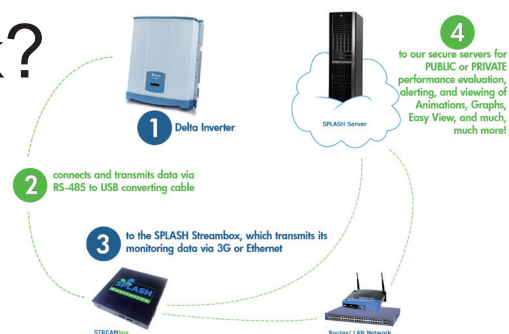 k?
1 Delta Inverter
2 connects and transmits data via
RS-485 to USB converting cable
3 to the SPLASH Streambox, which transmits its
monitoring data via 3G or Ethernet
SPLASH
STREAMbox
SPLASH Server
4
to our secure servers for
PUBLIC or PRIVATE
performance evaluation,
alerting, and viewing of
Animations, Graphs,
Easy View, and much,
much more!
Router/ LAN Network